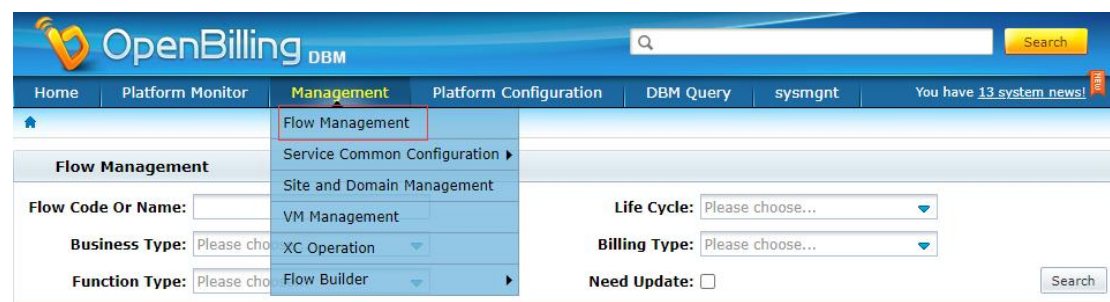 OpenBilling DBM
Search
Home Platform Monitor Management Platform Configuration DBM Query sysmgnt You have 13 system news! NEW
Flow Management
Service Common Configuration
Site and Domain Management
VM Management
XC Operation
Flow Builder
Flow Management
Flow Code Or Name: Life Cycle: Please choose...
Business Type: Please cho Billing Type: Please choose...
Function Type: Please cho Need Update: Search